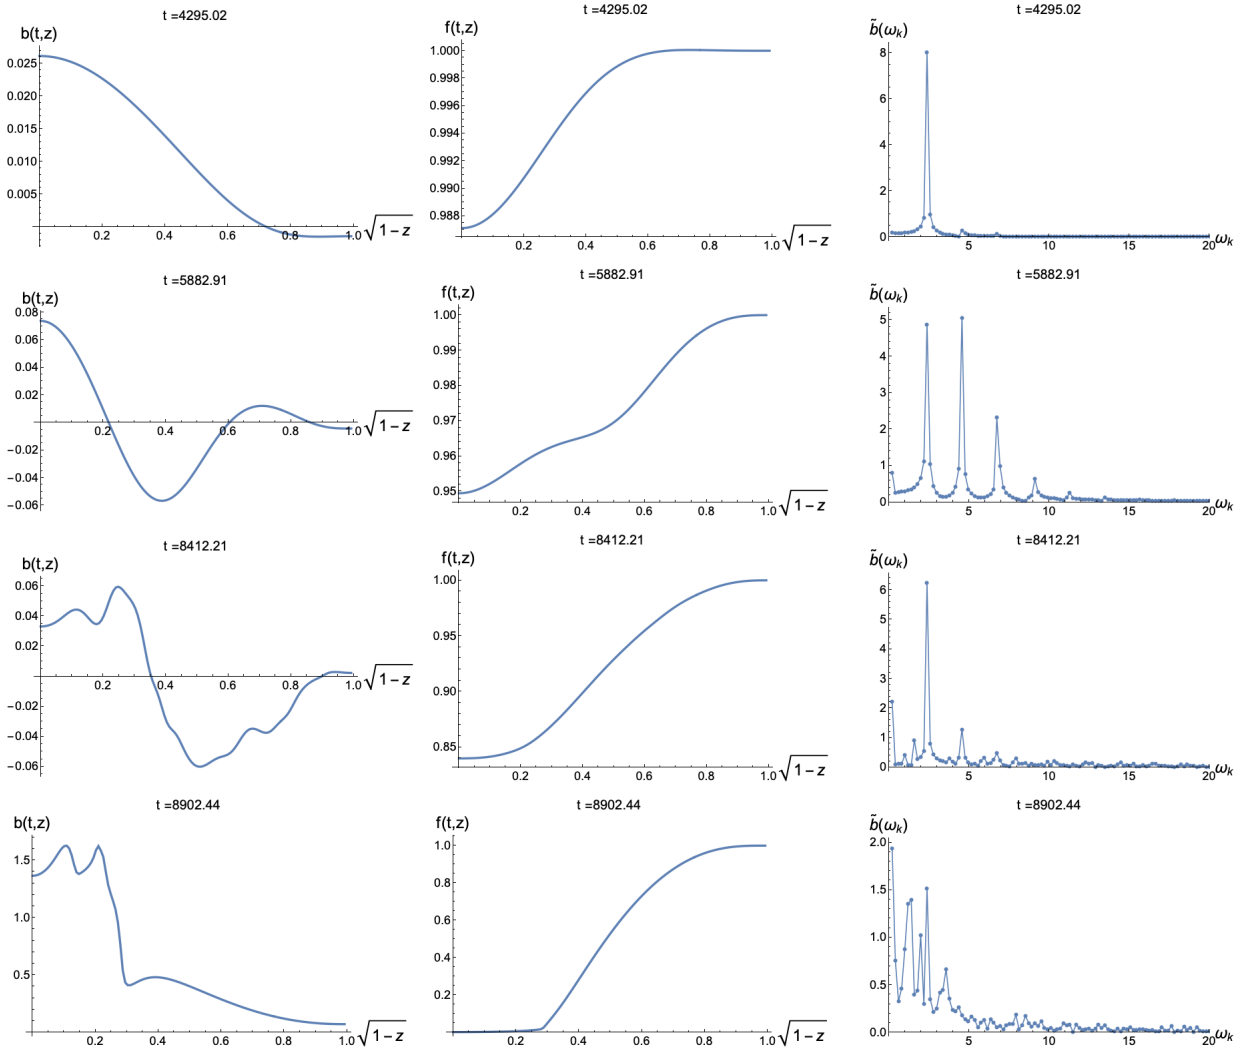 t =4295.02
b(t,z)
0.025
0.020
0.015
0.010
0.005
0.2 0.4 0.6 0.8 1.0
√1−z
t =4295.02
f(t,z)
1.000
0.998
0.996
0.994
0.992
0.990
0.988
0.2 0.4 0.6 0.8 1.0
√1−z
t =4295.02
b̃(ω_k)
8
6
4
2
0
5 10 15 20
ω_k
t =5882.91
b(t,z)
0.08
0.06
0.04
0.02
−0.02
−0.04
−0.06
0.2 0.4 0.6 0.8 1.0
√1−z
t =5882.91
f(t,z)
1.00
0.99
0.98
0.97
0.96
0.95
0.2 0.4 0.6 0.8 1.0
√1−z
t =5882.91
b̃(ω_k)
5
4
3
2
1
0
5 10 15 20
ω_k
t =8412.21
b(t,z)
0.06
0.04
0.02
−0.02
−0.04
−0.06
0.2 0.4 0.6 0.8 1.0
√1−z
t =8412.21
f(t,z)
1.00
0.95
0.90
0.85
0.2 0.4 0.6 0.8 1.0
√1−z
t =8412.21
b̃(ω_k)
6
5
4
3
2
1
0
5 10 15 20
ω_k
t =8902.44
b(t,z)
1.5
1.0
0.5
0.2 0.4 0.6 0.8 1.0
√1−z
t =8902.44
f(t,z)
1.0
0.8
0.6
0.4
0.2
0.2 0.4 0.6 0.8 1.0
√1−z
t =8902.44
b̃(ω_k)
2.0
1.5
1.0
0.5
0.0
5 10 15 20
ω_k